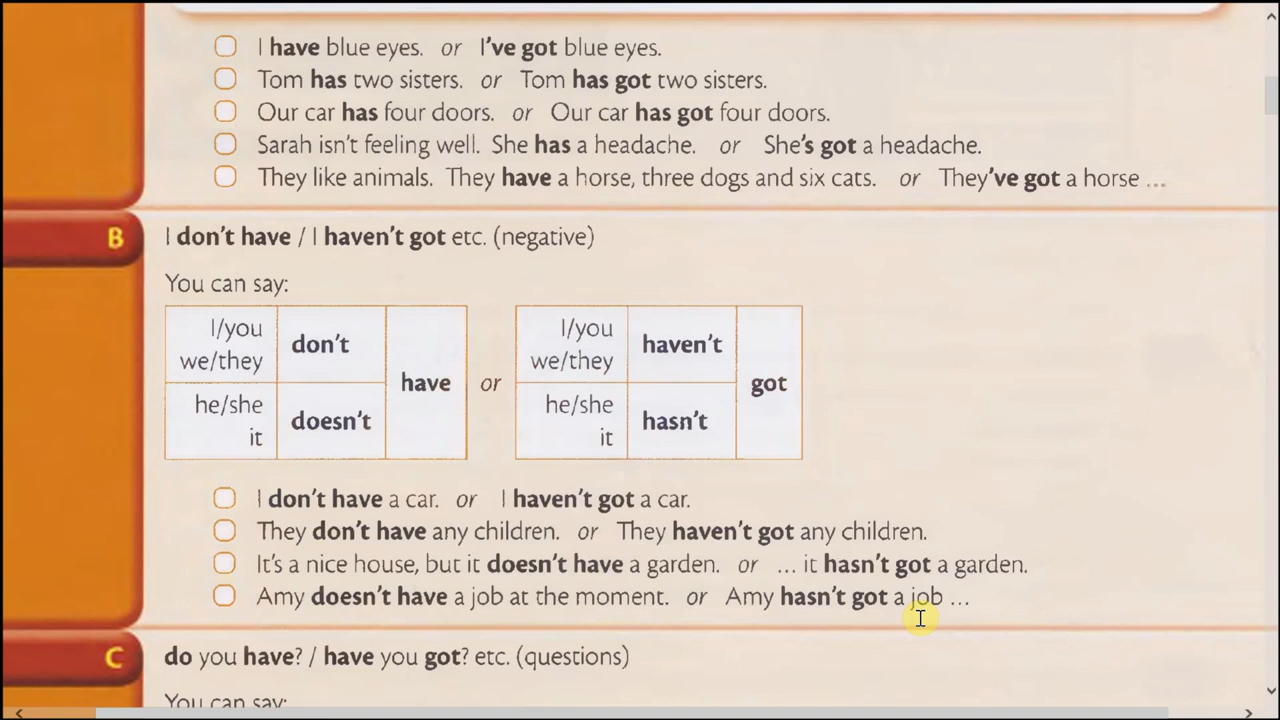 I have blue eyes. or I've got blue eyes.
Tom has two sisters. or Tom has got two sisters.
Our car has four doors. or Our car has got four doors.
Sarah isn't feeling well. She has a headache. or She's got a headache.
They like animals. They have a horse, three dogs and six cats. or They've got a horse ...
B I don't have / I haven't got etc. (negative)
You can say:
I/you
we/they
don't
he/she
it
doesn't
have
or
I/you
we/they
haven't
he/she
it
hasn't
got
I don't have a car. or I haven't got a car.
They don't have any children. or They haven't got any children.
It's a nice house, but it doesn't have a garden. or ... it hasn't got a garden.
Amy doesn't have a job at the moment. or Amy hasn't got a job ...
C do you have? / have you got? etc. (questions)
You can say: